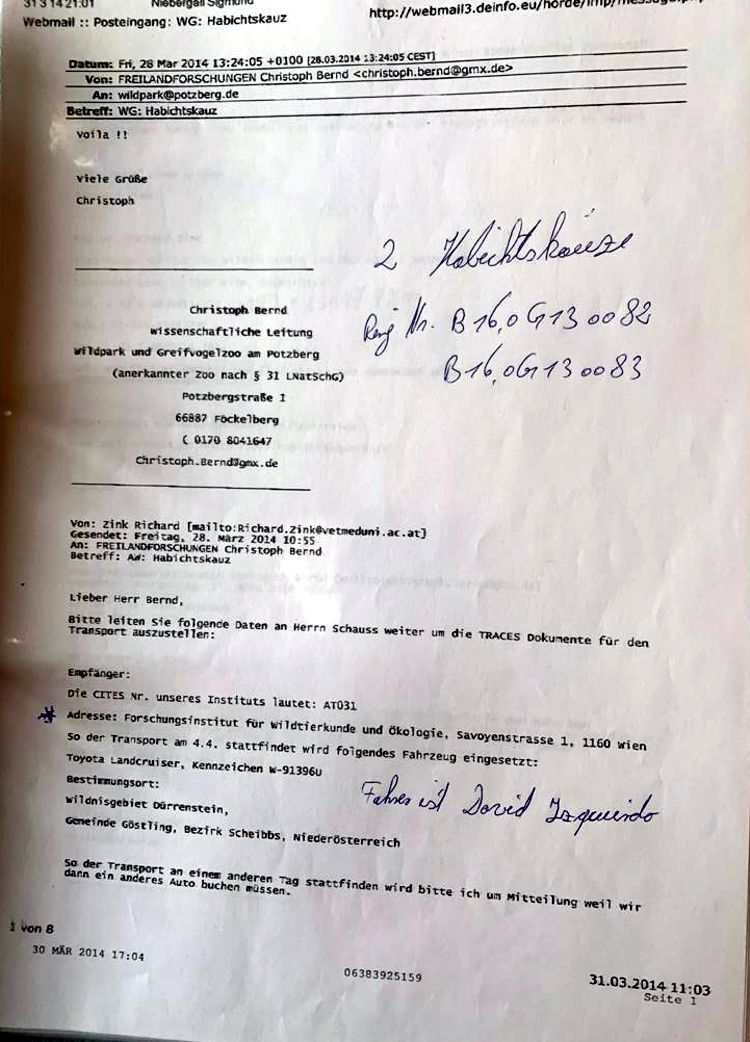 31 3 14 21:01 Niebergall Sigmund
http://webmail3.deinfo.eu/horde/imp/message.php
Webmail :: Posteingang: WG: Habichtskauz
Datum: Fri, 28 Mar 2014 13:24:05 +0100 [28.03.2014 13:24:05 CEST]
Von: FREILANDFORSCHUNGEN Christoph Bernd <christoph.bernd@gmx.de>
An: wildpark@potzberg.de
Betreff: WG: Habichtskauz
Voila !!
Viele Grüße
Christoph
2 Habichtskäuze
Reg Nr. B16,0G130082
B16,0G130083
Christoph Bernd
Wissenschaftliche Leitung
Wildpark und Greifvogelzoo am Potzberg
(anerkannter Zoo nach § 31 LNatSchG)
Potzbergstraße 1
66887 Föckelberg
( 0170 8041647
Christoph.Bernd@gmx.de
Von: Zink Richard [mailto:Richard.Zink@vetmeduni.ac.at]
Gesendet: Freitag, 28. März 2014 10:55
An: FREILANDFORSCHUNGEN Christoph Bernd
Betreff: AW: Habichtskauz
Lieber Herr Bernd,
Bitte leiten Sie folgende Daten an Herrn Schauss weiter um die TRACES Dokumente für den
Transport auszustellen:
Empfänger:
Die CITES Nr. unseres Instituts lautet: AT031
Adresse: Forschungsinstitut für Wildtierkunde und Ökologie, Savoyenstrasse 1, 1160 Wien
So der Transport am 4.4. stattfindet wird folgendes Fahrzeug eingesetzt:
Toyota Landcruiser, Kennzeichen W-91396U
Bestimmungsort:
Wildnisgebiet Dürrenstein,
Fahrer ist David Izquierdo
Gemeinde Göstling, Bezirk Scheibbs, Niederösterreich
So der Transport an einem anderen Tag stattfinden wird bitte ich um Mitteilung weil wir
dann ein anderes Auto buchen müssen.
1 von 8
30 MÄR 2014 17:04
06383925159
31.03.2014 11:03
Seite 1